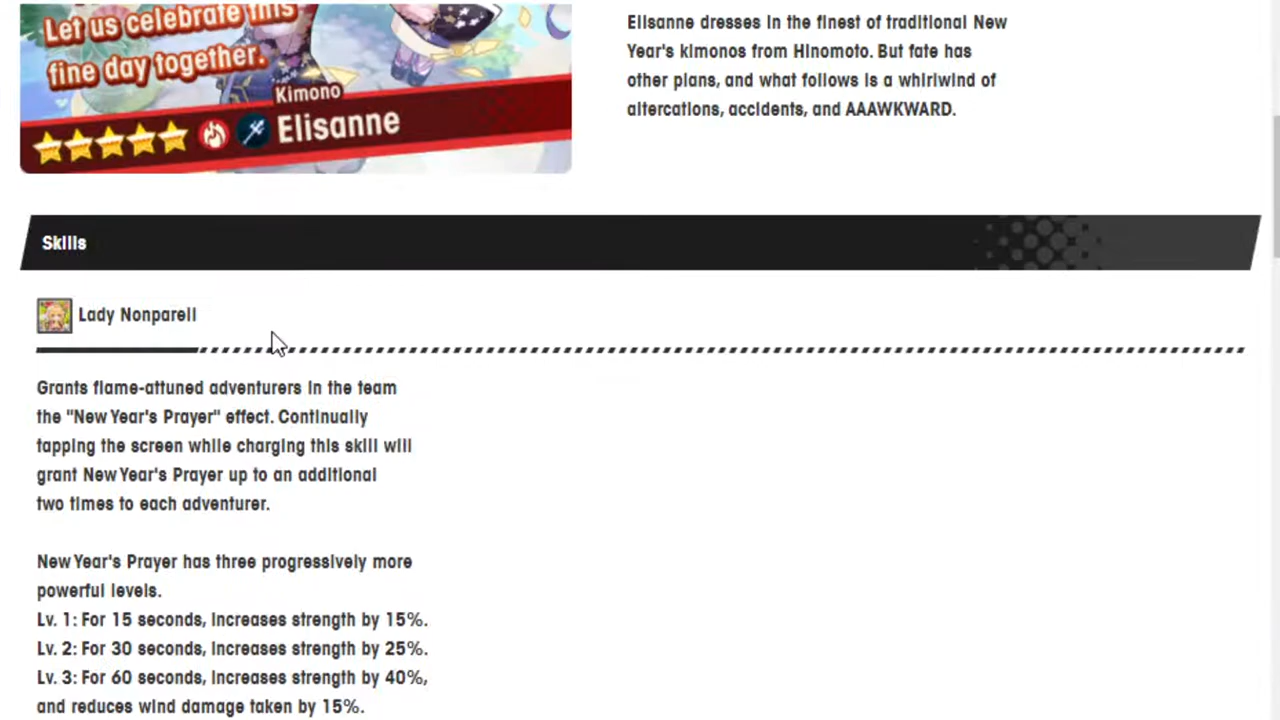 Let us celebrate this
fine day together.
Kimono
Elisanne
Elisanne dresses in the finest of traditional New
Year's kimonos from Hinomoto. But fate has
other plans, and what follows is a whirlwind of
altercations, accidents, and AAAWKWARD.
Skills
Lady Nonpareil
Grants flame-attuned adventurers in the team
the "New Year's Prayer" effect. Continually
tapping the screen while charging this skill will
grant New Year's Prayer up to an additional
two times to each adventurer.
New Year's Prayer has three progressively more
powerful levels.
Lv. 1: For 15 seconds, increases strength by 15%.
Lv. 2: For 30 seconds, increases strength by 25%.
Lv. 3: For 60 seconds, increases strength by 40%,
and reduces wind damage taken by 15%.